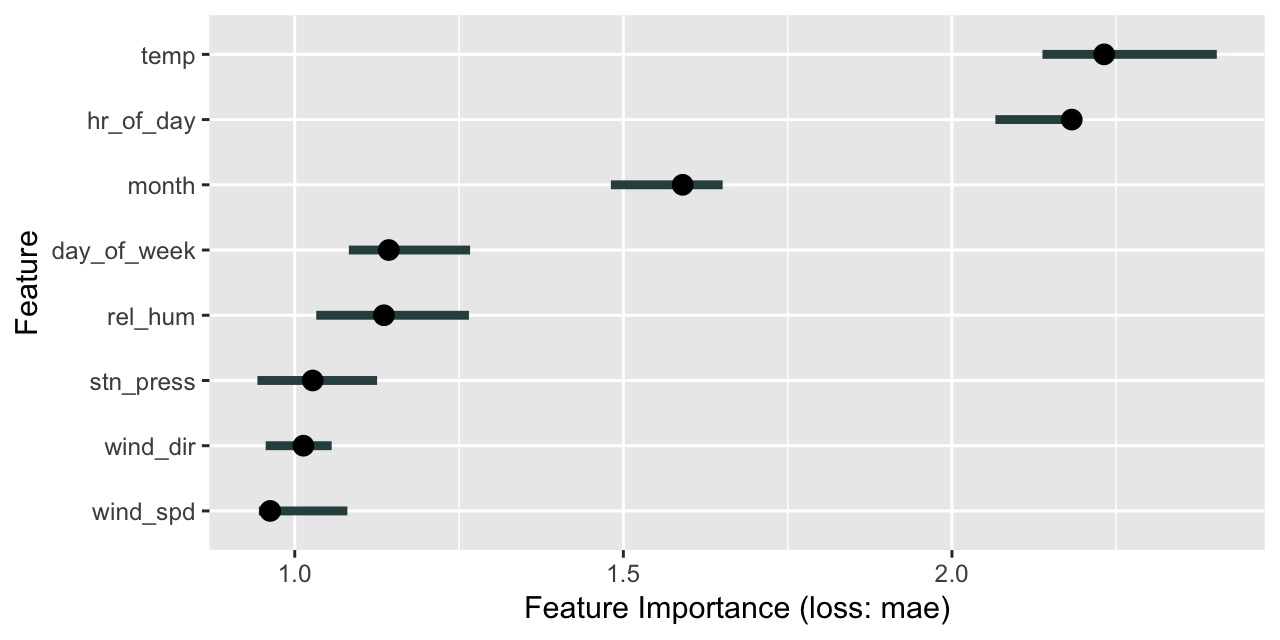 temp
hr_of_day
month
day_of_week
rel_hum
stn_press
wind_dir
wind_spd
Feature
1.0 1.5 2.0
Feature Importance (loss: mae)